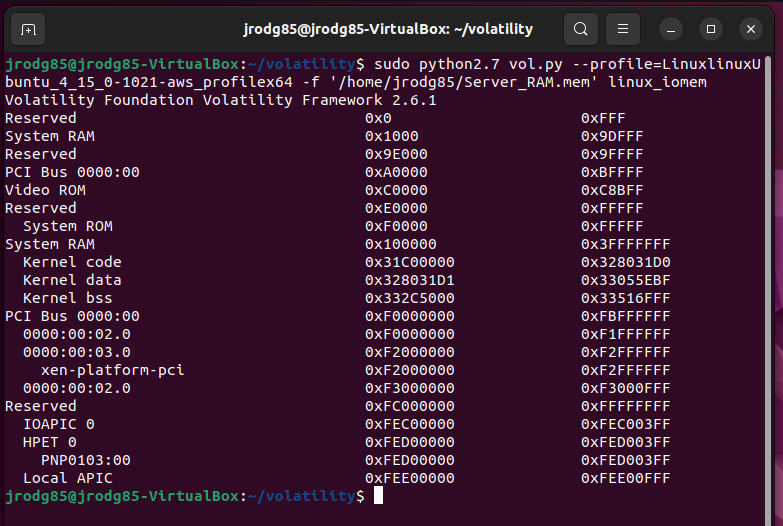 jrodg85@jrodg85-VirtualBox: ~/volatility
jrodg85@jrodg85-VirtualBox:~/volatility$ sudo python2.7 vol.py --profile=LinuxlinuxU
buntu_4_15_0-1021-aws_profilex64 -f '/home/jrodg85/Server_RAM.mem' linux_iomem
Volatility Foundation Volatility Framework 2.6.1
Reserved 0x0 0xFFF
System RAM 0x1000 0x9DFFF
Reserved 0x9E000 0x9FFFF
PCI Bus 0000:00 0xA0000 0xBFFFF
Video ROM 0xC0000 0xC8BFF
Reserved 0xE0000 0xFFFFF
System ROM 0xF0000 0xFFFFF
System RAM 0x100000 0x3FFFFFFF
Kernel code 0x31C00000 0x328031D0
Kernel data 0x328031D1 0x33055EBF
Kernel bss 0x332C5000 0x33516FFF
PCI Bus 0000:00 0xF0000000 0xFBFFFFFF
0000:00:02.0 0xF0000000 0xF1FFFFFF
0000:00:03.0 0xF2000000 0xF2FFFFFF
xen-platform-pci 0xF2000000 0xF2FFFFFF
0000:00:02.0 0xF3000000 0xF3000FFF
Reserved 0xFC000000 0xFFFFFFFF
IOAPIC 0 0xFEC00000 0xFEC003FF
HPET 0 0xFED00000 0xFED003FF
PNP0103:00 0xFED00000 0xFED003FF
Local APIC 0xFEE00000 0xFEE00FFF
jrodg85@jrodg85-VirtualBox:~/volatility$